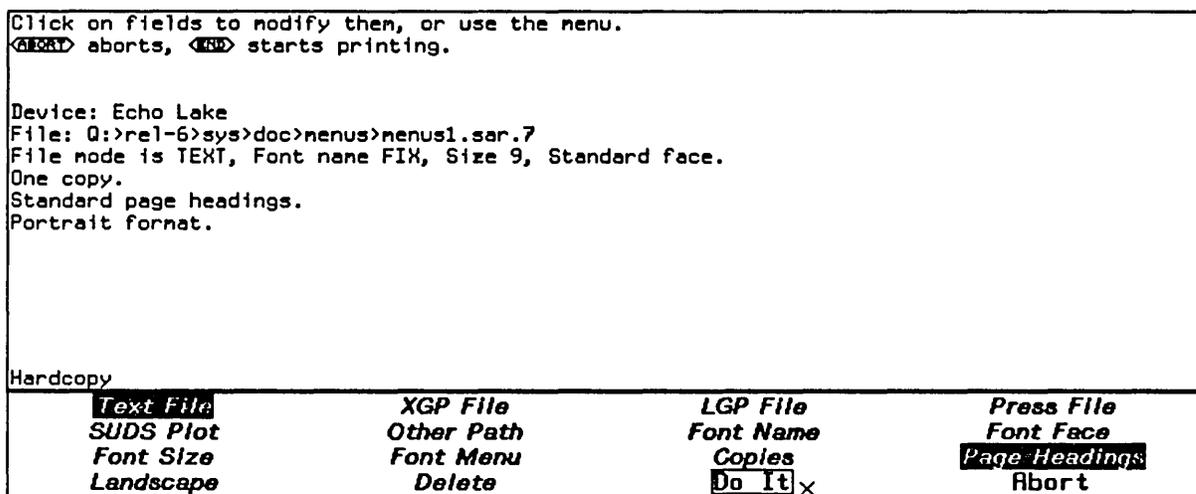 Click on fields to modify them, or use the menu.
<ABORT> aborts, <END> starts printing.
Device: Echo Lake
File: Q:>rel-6>sys>doc>menus>menus1.sar.7
File mode is TEXT, Font name FIX, Size 9, Standard face.
One copy.
Standard page headings.
Portrait format.
Hardcopy
Text File XGP File LGP File Press File
SUDS Plot Other Path Font Name Font Face
Font Size Font Menu Copies Page Headings
Landscape Delete Do It Abort